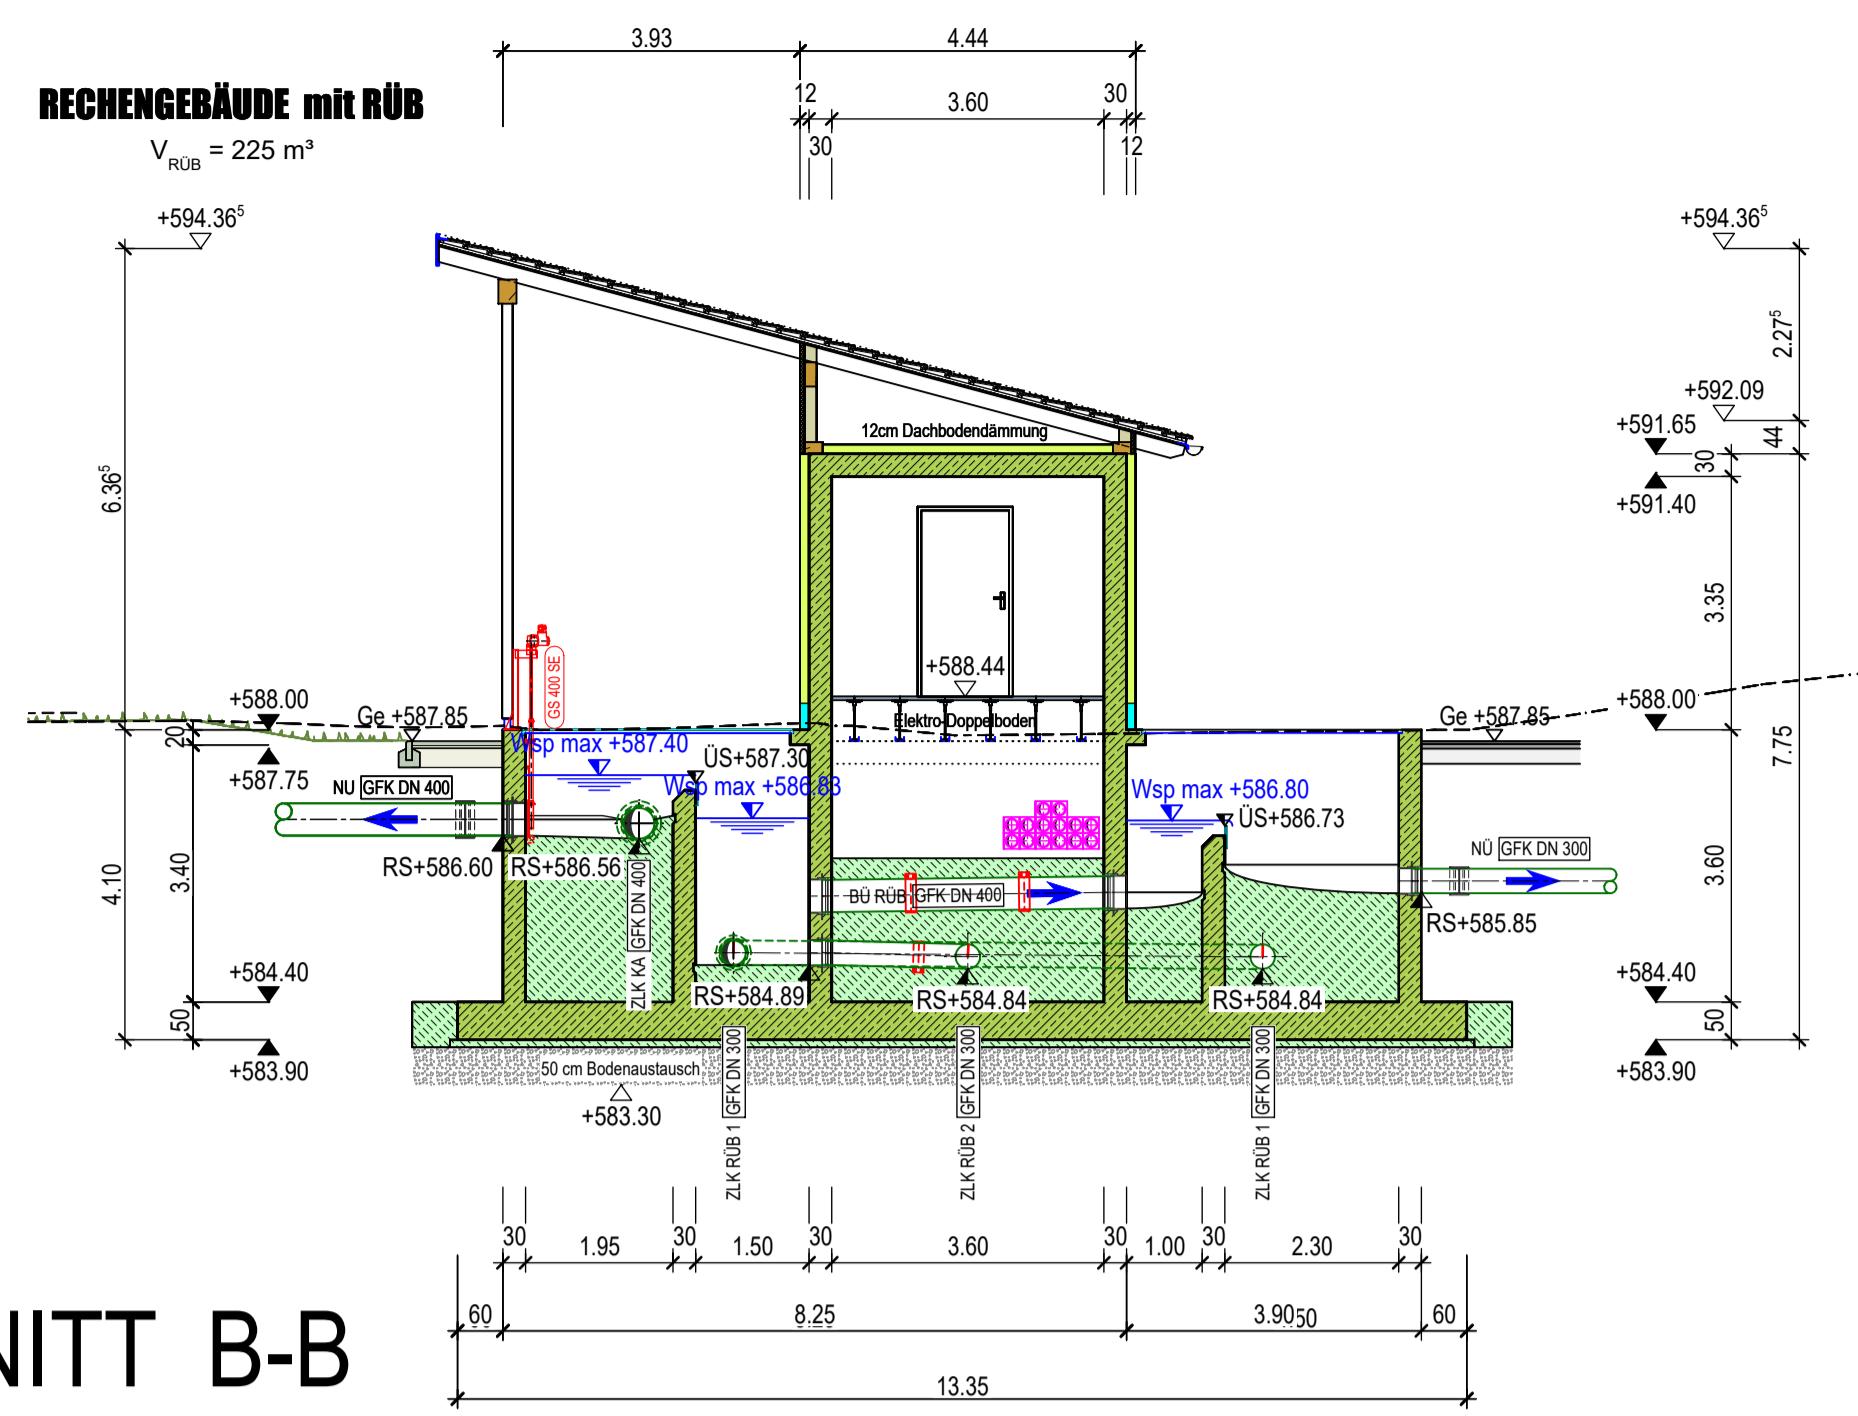 3.93
4.44
12
3.60
30
30
12
RECHENGEBÄUDE mit RÜB
V RÜB = 225 m³
+594.36⁵
+594.36⁵
2.27⁵
+592.09
+591.65
44
30
+591.40
12cm Dachbodendämmung
6.36⁵
3.35
GS 400 SE
+588.44
Elektro-Doppelboden
+588.00
Ge +587.85
20
+587.75
+588.00
Ge +587.85
7.75
Wsp max +587.40
ÜS+587.30
Wsp max +586.83
Wsp max +586.80
ÜS+586.73
NU GFK DN 400
RS+586.60
RS+586.56
ZLK KA GFK DN 400
BÜ RÜB GFK DN 400
NÜ GFK DN 300
RS+585.85
4.10
3.40
3.60
+584.40
50
+583.90
RS+584.89
RS+584.84
RS+584.84
+584.40
50
+583.90
50 cm Bodenaustausch
+583.30
ZLK RÜB 1 GFK DN 300
ZLK RÜB 2 GFK DN 300
ZLK RÜB 1 GFK DN 300
30
1.95
30
1.50
30
3.60
30
1.00
30
2.30
30
60
8.25
3.90
50
60
13.35
NITT B-B